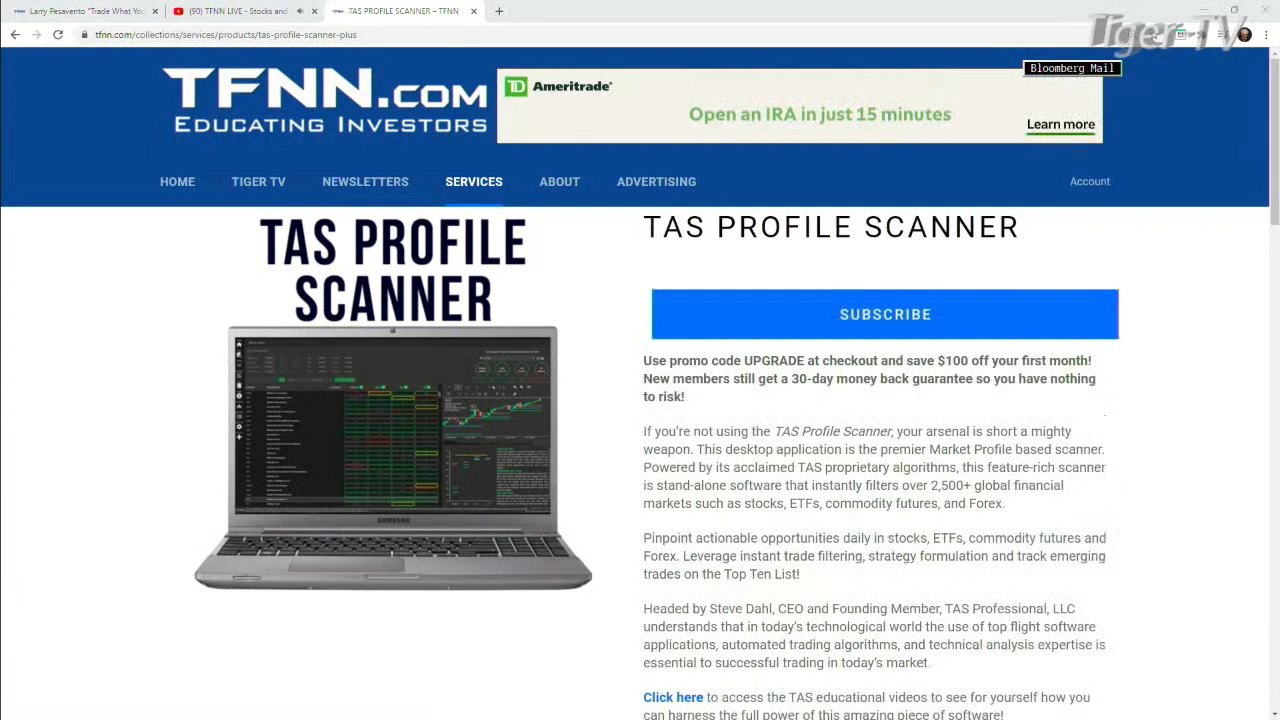 Larry Pesavento "Trade What You
(90) TFNN LIVE - Stocks and
TAS PROFILE SCANNER – TFNN
tfnn.com/collections/services/products/tas-profile-scanner-plus
Tiger-TV
Bloomberg Mail
TFNN.COM
EDUCATING INVESTORS
TD Ameritrade
Open an IRA in just 15 minutes
Learn more
HOME TIGER TV NEWSLETTERS SERVICES ABOUT ADVERTISING Account
TAS PROFILE
SCANNER
SAMSUNG
TAS PROFILE SCANNER
SUBSCRIBE
Use promo code UPGRADE at checkout and save $100 off your first month!
New members still get a 30-day money back guarantee so you have nothing
to risk!
If you're not using the TAS Profile Scanner, your arsenal is short a mighty
weapon. This desktop application is the premier Market Profile based scanner.
Powered by acclaimed TAS proprietary algorithms, this feature-rich scanner
is stand-alone software that instantly filters over 2,500+ global financial
markets such as stocks, ETFs, commodity futures, and Forex.
Pinpoint actionable opportunities daily in stocks, ETFs, commodity futures and
Forex. Leverage instant trade filtering, strategy formulation and track emerging
trades on the Top Ten List!
Headed by Steve Dahl, CEO and Founding Member, TAS Professional, LLC
understands that in today's technological world the use of top flight software
applications, automated trading algorithms, and technical analysis expertise is
essential to successful trading in today's market.
Click here to access the TAS educational videos to see for yourself how you
can harness the full power of this amazing piece of software!